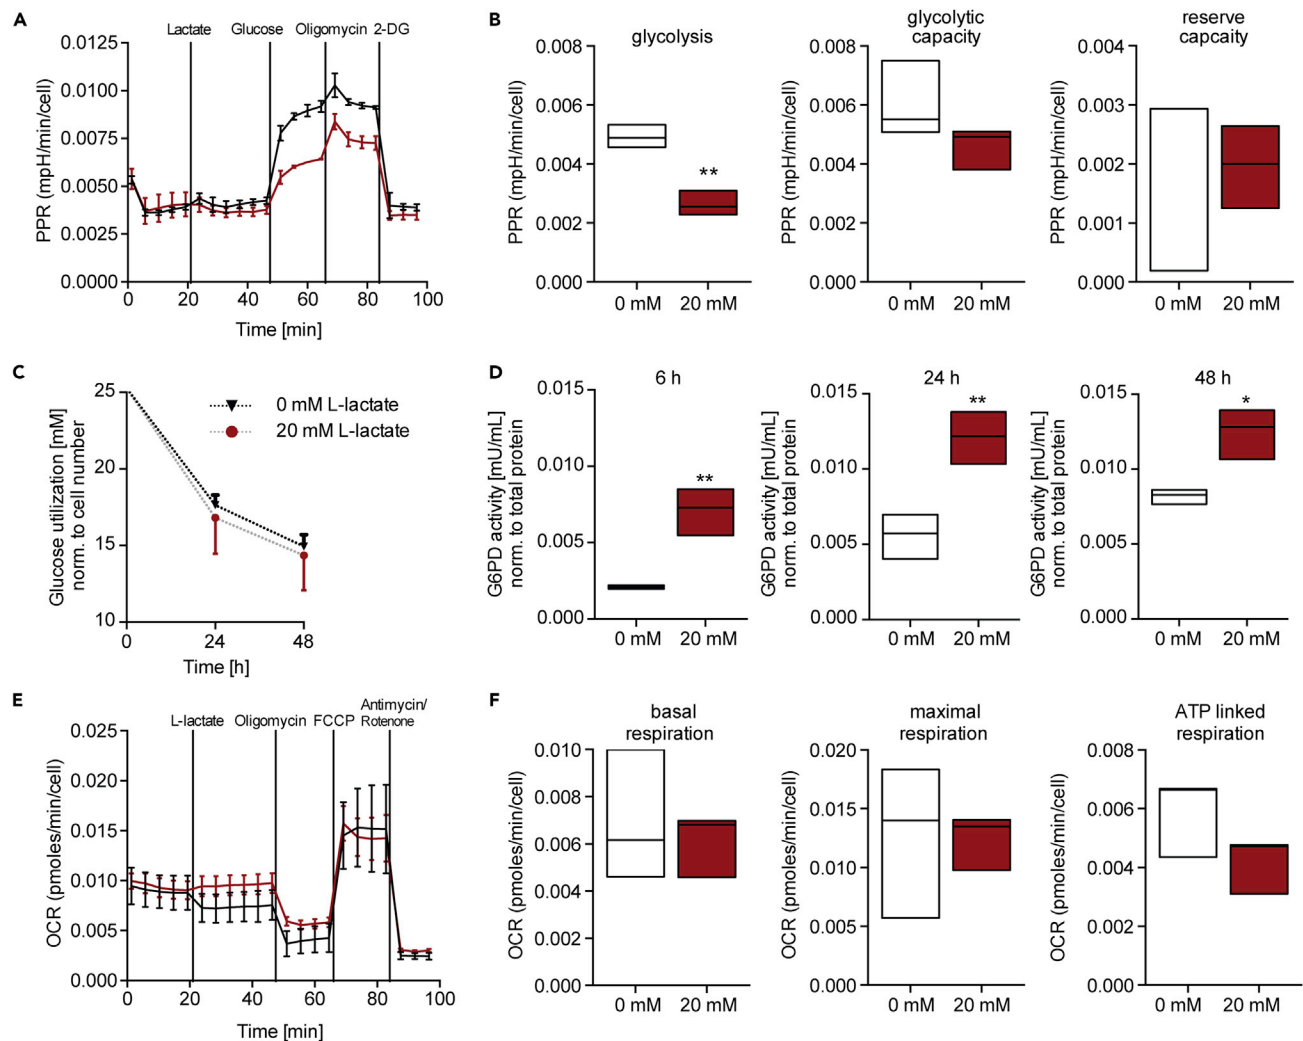 A
Lactate Glucose Oligomycin 2-DG
PPR (mpH/min/cell)
0.0125
0.0100
0.0075
0.0050
0.0025
0.0000
0 20 40 60 80 100
Time [min]
B
glycolysis
PPR (mpH/min/cell)
0.008
0.006
0.004
0.002
0.000
**
0 mM 20 mM
glycolytic
capacity
PPR (mpH/min/cell)
0.008
0.006
0.004
0.002
0.000
0 mM 20 mM
reserve
capcaity
PPR (mpH/min/cell)
0.004
0.003
0.002
0.001
0.000
0 mM 20 mM
C
Glucose utilization [mM]
norm. to cell number
25
20
15
10
0 mM L-lactate
20 mM L-lactate
0 24 48
Time [h]
D
6 h
G6PD activity [mU/mL]
norm. to total protein
0.015
0.010
0.005
0.000
**
0 mM 20 mM
24 h
G6PD activity [mU/mL]
norm. to total protein
0.015
0.010
0.005
0.000
**
0 mM 20 mM
48 h
G6PD activity [mU/mL]
norm. to total protein
0.015
0.010
0.005
0.000
*
0 mM 20 mM
E
L-lactate Oligomycin FCCP Antimycin/
Rotenone
OCR (pmoles/min/cell)
0.025
0.020
0.015
0.010
0.005
0.000
0 20 40 60 80 100
Time [min]
F
basal
respiration
OCR (pmoles/min/cell)
0.010
0.008
0.006
0.004
0.002
0.000
0 mM 20 mM
maximal
respiration
OCR (pmoles/min/cell)
0.020
0.015
0.010
0.005
0.000
0 mM 20 mM
ATP linked
respiration
OCR (pmoles/min/cell)
0.008
0.006
0.004
0.002
0.000
0 mM 20 mM